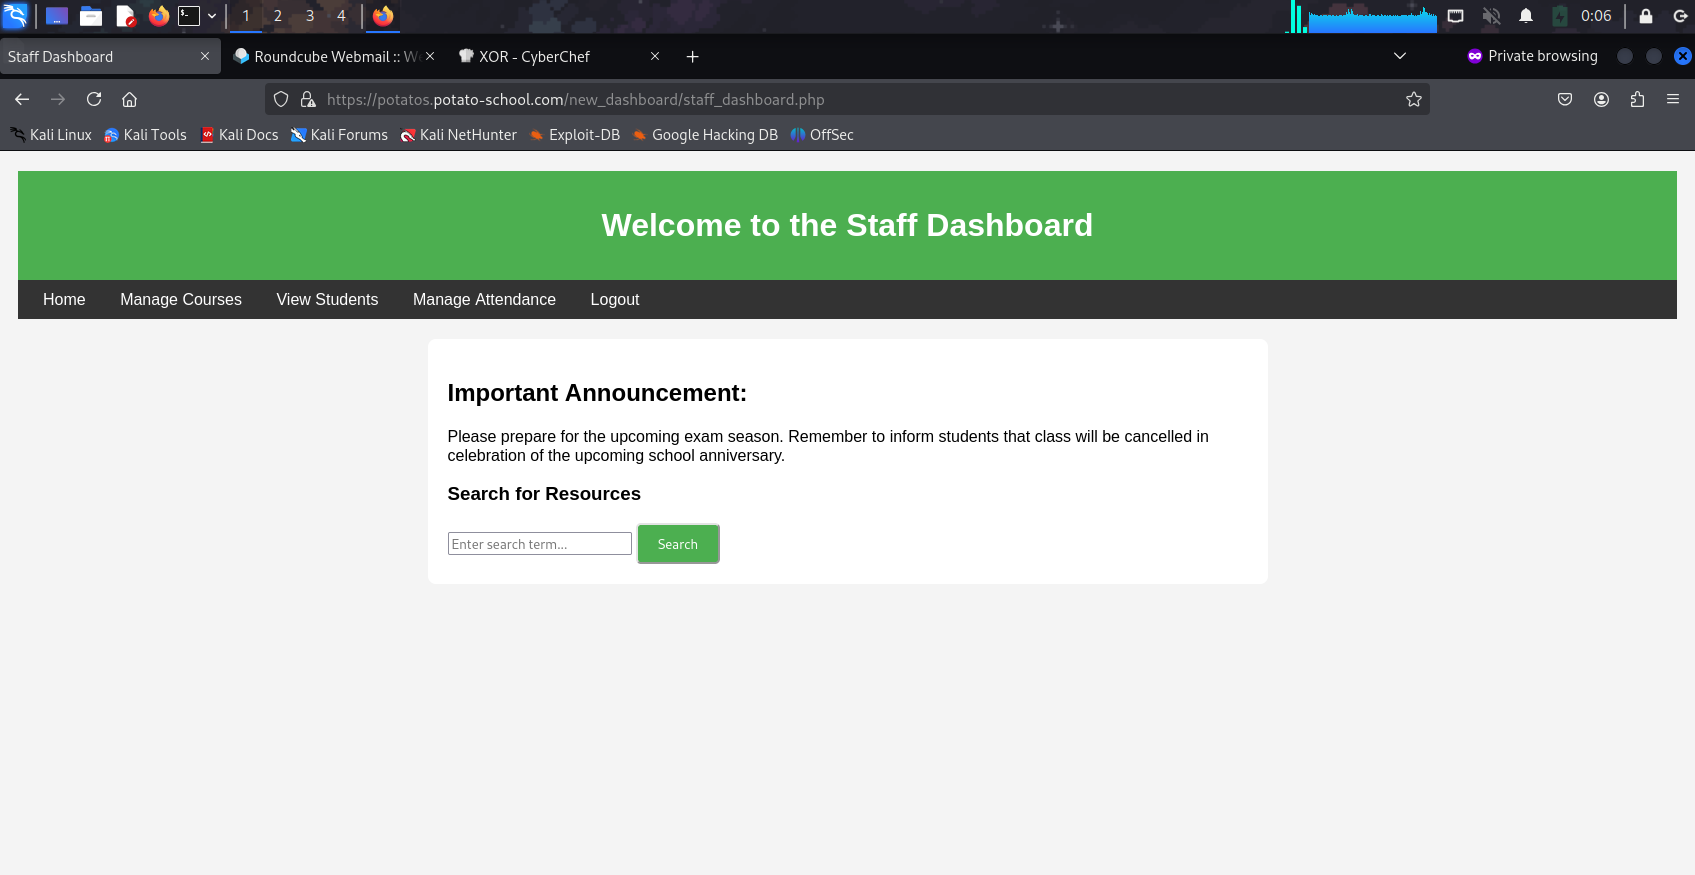 1 2 3 4 0:06
Staff Dashboard Roundcube Webmail :: W XOR - CyberChef Private browsing
https://potatos.potato-school.com/new_dashboard/staff_dashboard.php
Kali Linux Kali Tools Kali Docs Kali Forums Kali NetHunter Exploit-DB Google Hacking DB OffSec
Welcome to the Staff Dashboard
Home Manage Courses View Students Manage Attendance Logout
Important Announcement:
Please prepare for the upcoming exam season. Remember to inform students that class will be cancelled in
celebration of the upcoming school anniversary.
Search for Resources
Enter search term... Search